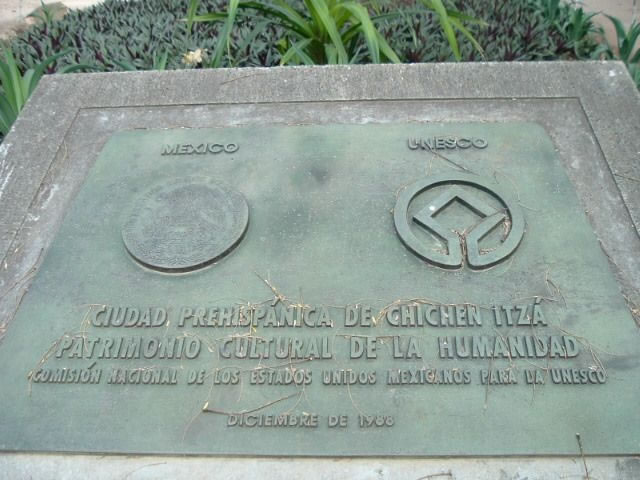 MEXICO
UNESCO
CIUDAD PREHISPÁNICA DE CHICHEN ITZÁ
PATRIMONIO CULTURAL DE LA HUMANIDAD
COMISIÓN NACIONAL DE LOS ESTADOS UNIDOS MEXICANOS PARA LA UNESCO
DICIEMBRE DE 1988